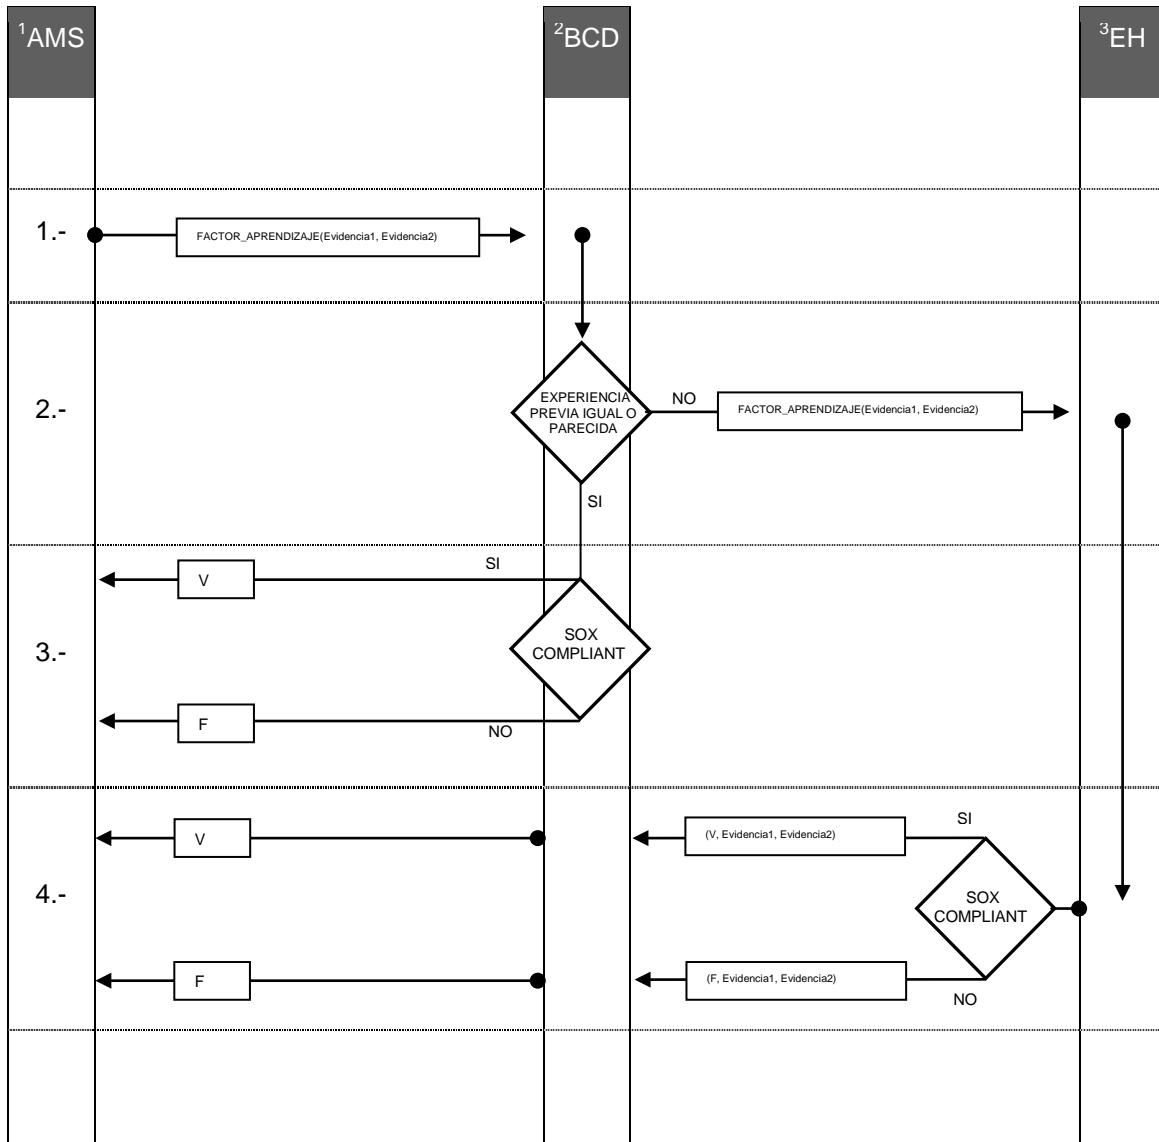 ¹AMS
²BCD
³EH
1.-
FACTOR_APRENDIZAJE(Evidencia1, Evidencia2)
2.-
EXPERIENCIA
PREVIA IGUAL O
PARECIDA
NO
FACTOR_APRENDIZAJE(Evidencia1, Evidencia2)
SI
3.-
V
SI
SOX
COMPLIANT
F
NO
4.-
V
(V, Evidencia1, Evidencia2)
SI
SOX
COMPLIANT
F
(F, Evidencia1, Evidencia2)
NO